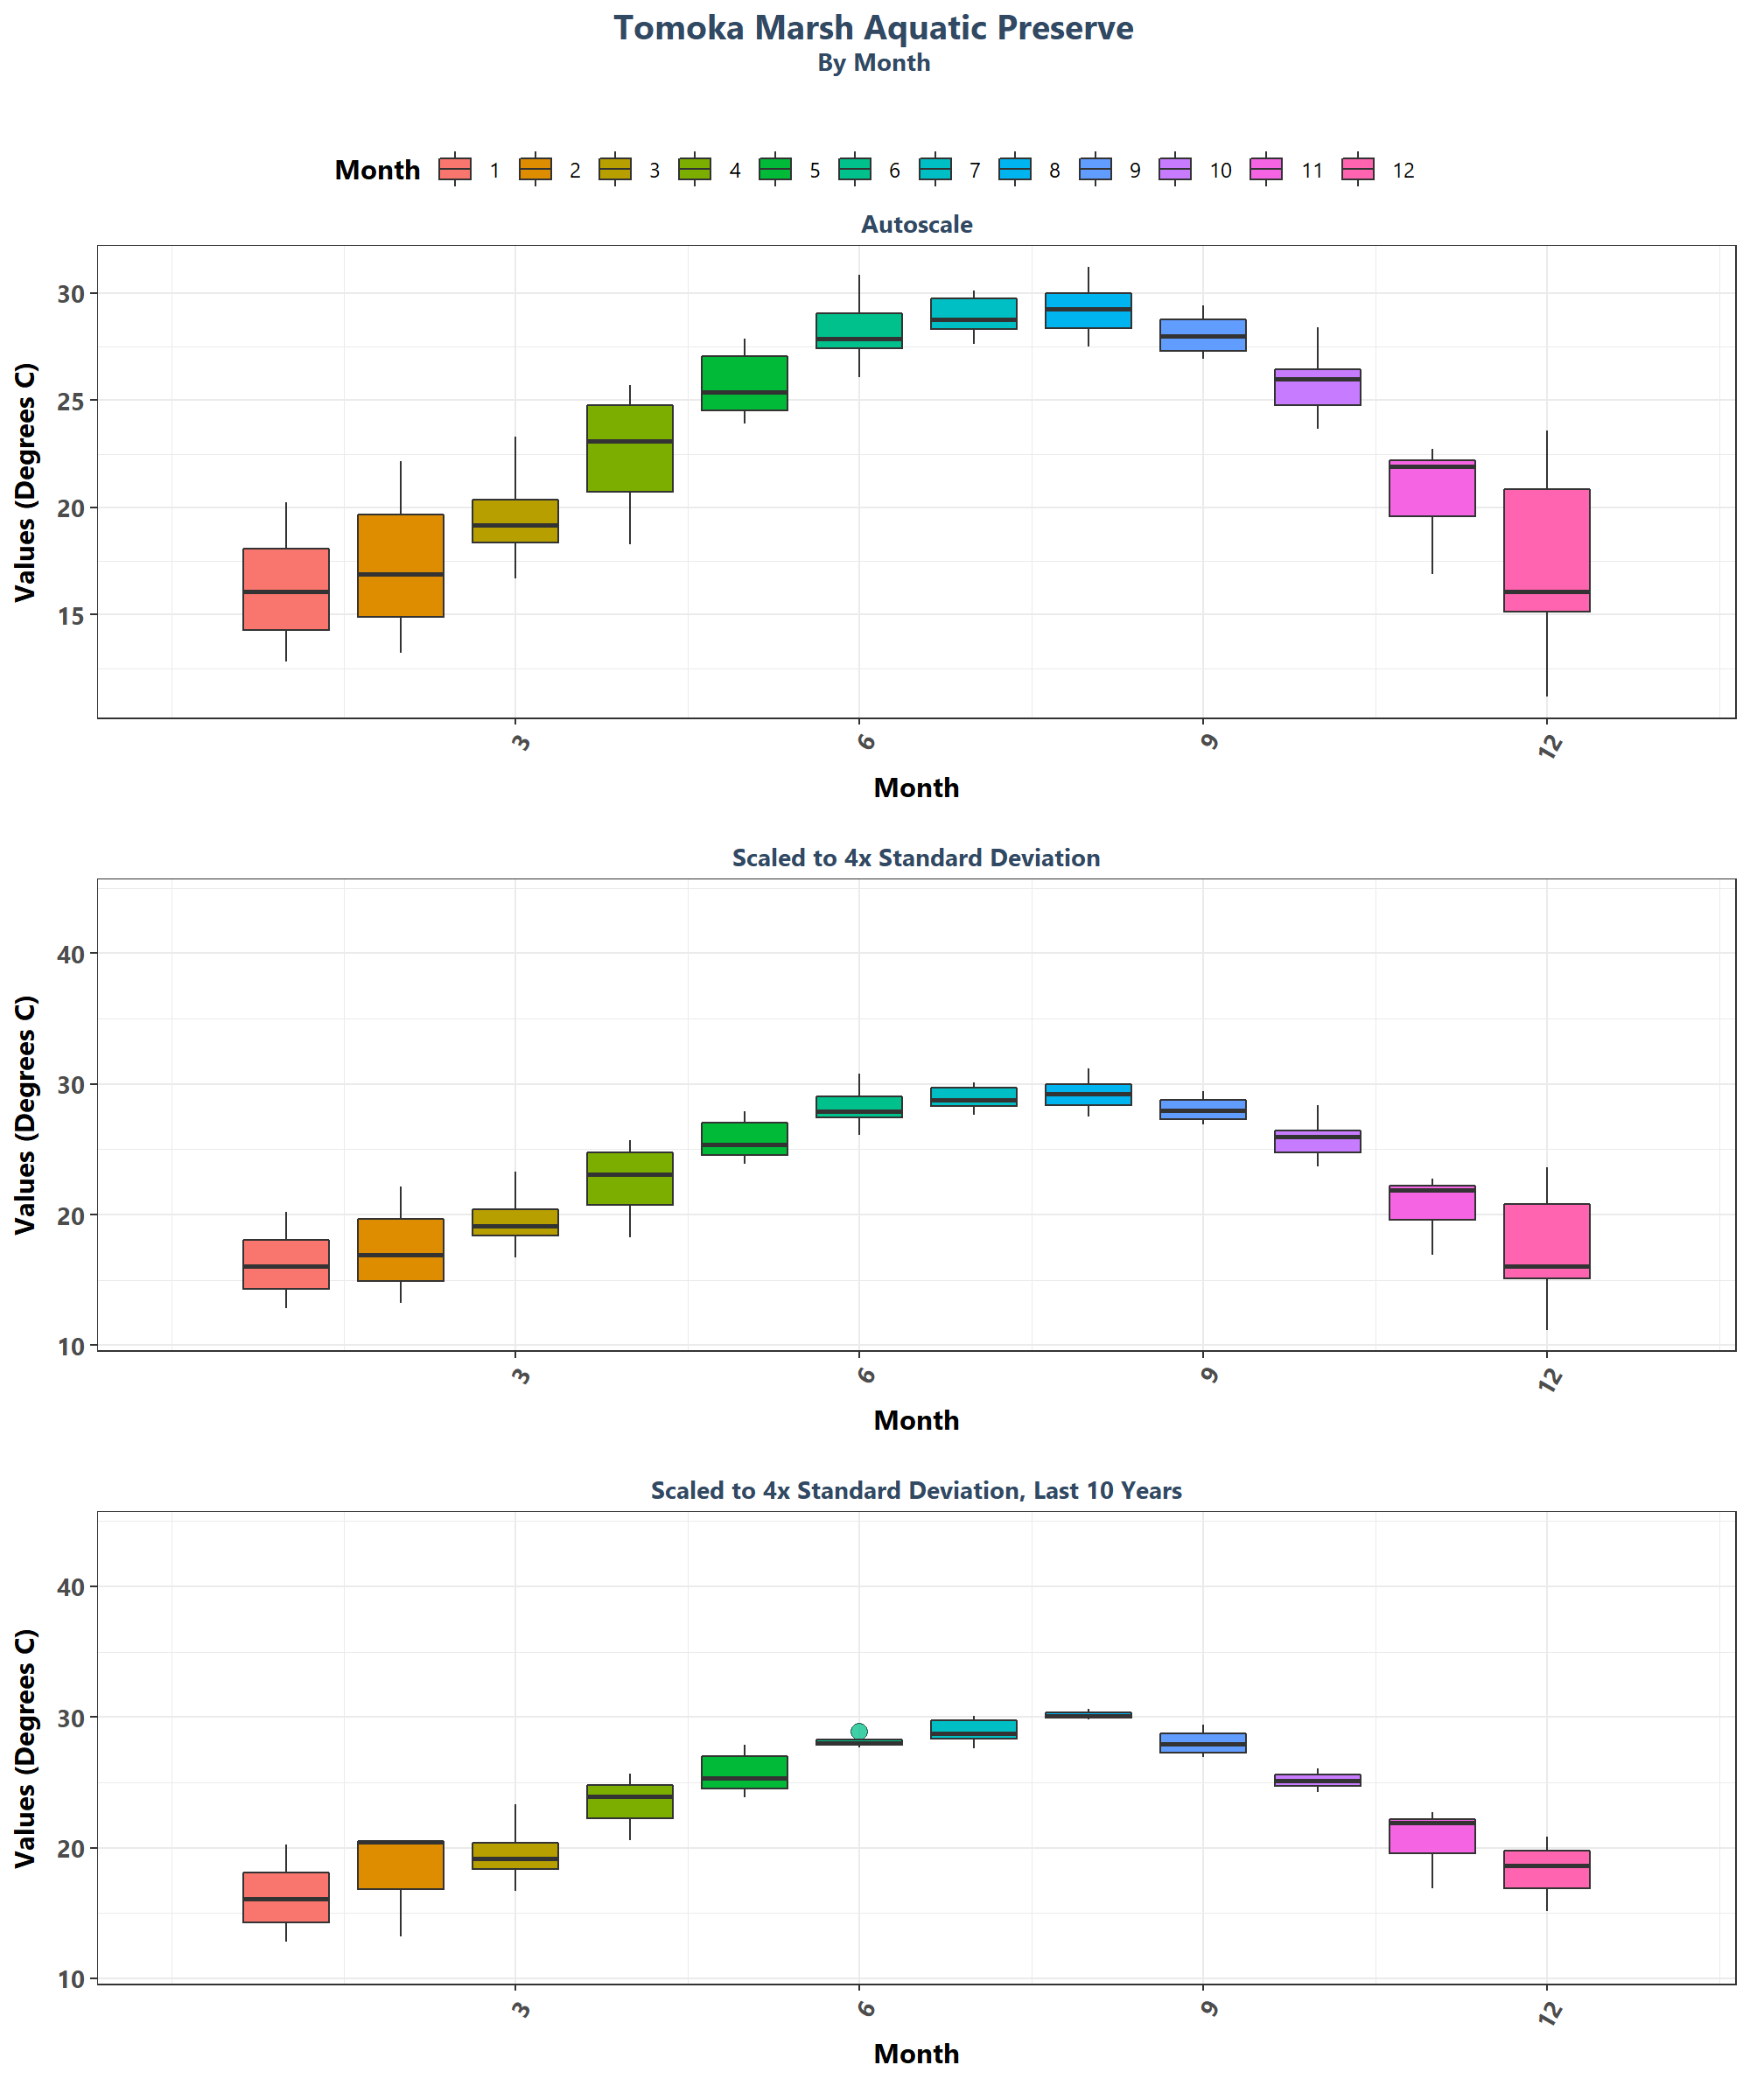 Tomoka Marsh Aquatic Preserve
By Month
Month 1 2 3 4 5 6 7 8 9 10 11 12
Autoscale
Values (Degrees C)
30
25
20
15
3 6 9 12
Month
Scaled to 4x Standard Deviation
Values (Degrees C)
40
30
20
10
3 6 9 12
Month
Scaled to 4x Standard Deviation, Last 10 Years
Values (Degrees C)
40
30
20
10
3 6 9 12
Month